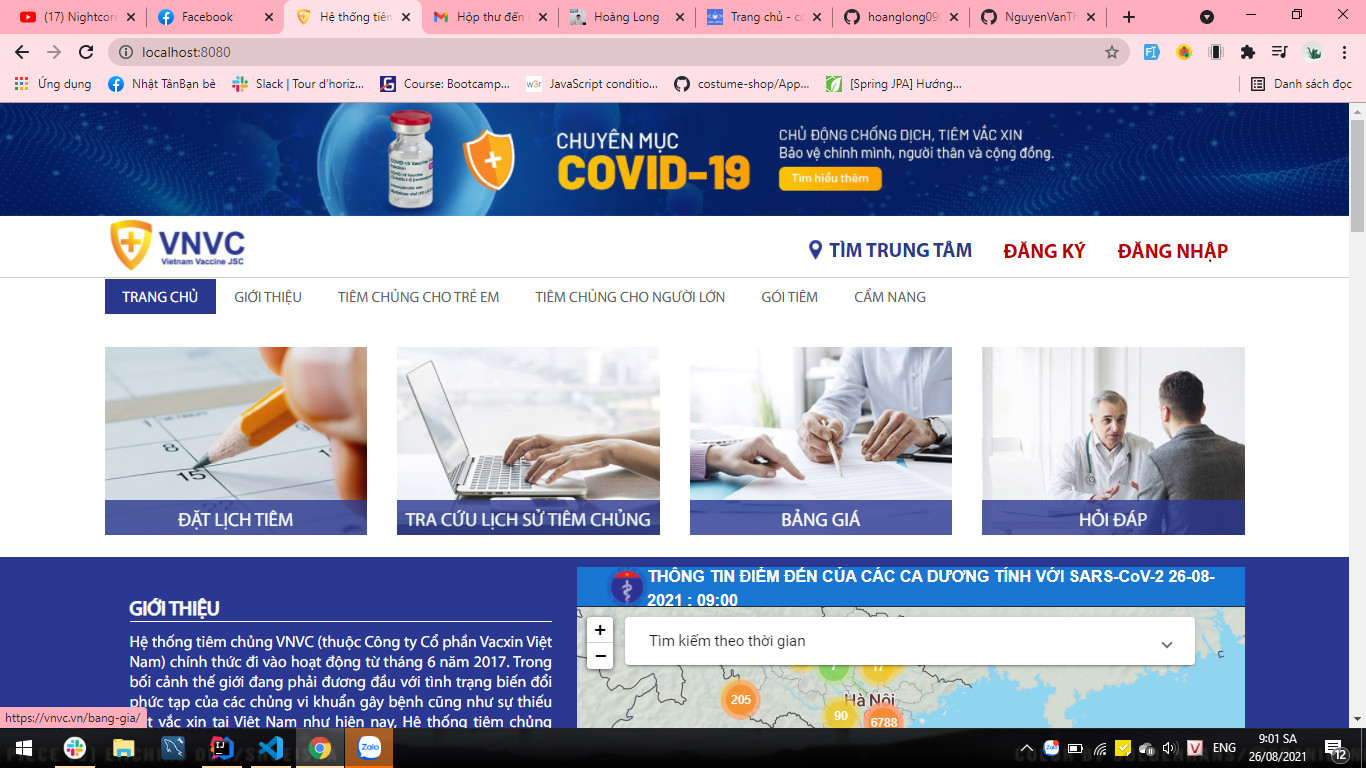 (17) Nightcore
Facebook
Hệ thống tiêm
Hộp thư đến
Hoàng Long
Trang chủ - co
hoanglong09
NguyenVanTh
localhost:8080
Ứng dụng
Nhật TânBạn bè
Slack | Tour d'horiz...
Course: Bootcamp...
JavaScript conditio...
costume-shop/App...
[Spring JPA] Hướng...
Danh sách đọc
CHUYÊN MỤC
COVID-19
CHỦ ĐỘNG CHỐNG DỊCH, TIÊM VẮC XIN
Bảo vệ chính mình, người thân và cộng đồng.
Tìm hiểu thêm
VNVC
Vietnam Vaccine JSC
TÌM TRUNG TÂM
ĐĂNG KÝ
ĐĂNG NHẬP
TRANG CHỦ
GIỚI THIỆU
TIÊM CHỦNG CHO TRẺ EM
TIÊM CHỦNG CHO NGƯỜI LỚN
GÓI TIÊM
CẨM NANG
8
15
ĐẶT LỊCH TIÊM
TRA CỨU LỊCH SỬ TIÊM CHỦNG
BẢNG GIÁ
HỎI ĐÁP
GIỚI THIỆU
Hệ thống tiêm chủng VNVC (thuộc Công ty Cổ phần Vacxin Việt
Nam) chính thức đi vào hoạt động từ tháng 6 năm 2017. Trong
bối cảnh thế giới đang phải đương đầu với tình trạng biến đổi
phức tạp của các chủng vi khuẩn gây bệnh cũng như sự thiếu
vắc xin tại Việt Nam như hiện nay, Hệ thống tiêm chủng
THÔNG TIN ĐIỂM ĐẾN CỦA CÁC CA DƯƠNG TÍNH VỚI SARS-CoV-2 26-08-
2021 : 09:00
+
−
Tìm kiếm theo thời gian
7
17
205
Hà Nội
90
6788
https://vnvc.vn/bang-gia/
Zalo
ENG
9:01 SA
26/08/2021
12